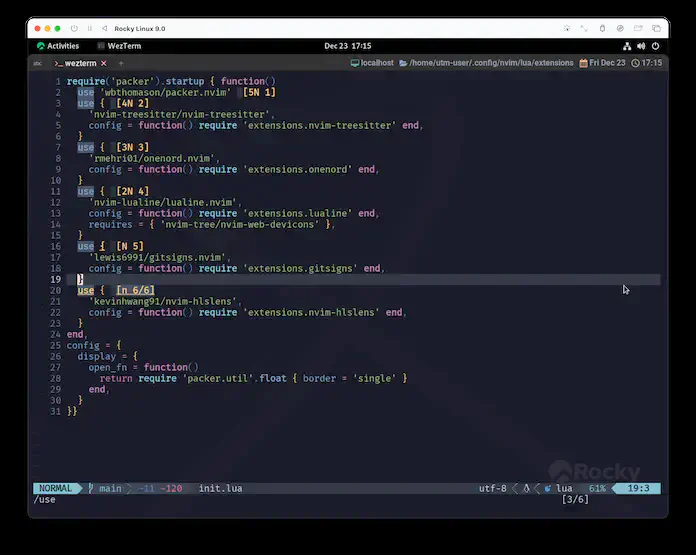 Rocky Linux 9.0
Activities WezTerm Dec 23 17:15
wezterm × + localhost /home/utm-user/.config/nvim/lua/extensions Fri Dec 23 17:15
1 require('packer').startup { function()
2 use 'wbthomason/packer.nvim' [5N 1]
3 use { [4N 2]
4 'nvim-treesitter/nvim-treesitter',
5 config = function() require 'extensions.nvim-treesitter' end,
6 }
7 use { [3N 3]
8 'rmehri01/onenord.nvim',
9 config = function() require 'extensions.onenord' end,
10 }
11 use { [2N 4]
12 'nvim-lualine/lualine.nvim',
13 config = function() require 'extensions.lualine' end,
14 requires = { 'nvim-tree/nvim-web-devicons' },
15 }
16 use { [N 5]
17 'lewis6991/gitsigns.nvim',
18 config = function() require 'extensions.gitsigns' end,
19 }
20 use { [n 6/6]
21 'kevinhwang91/nvim-hlslens',
22 config = function() require 'extensions.nvim-hlslens' end,
23 }
24 end,
25 config = {
26 display = {
27 open_fn = function()
28 return require 'packer.util'.float { border = 'single' }
29 end,
30 }
31 }}
Rocky
NORMAL main -11 -120 init.lua utf-8 lua 61% 19:3
/use [3/6]